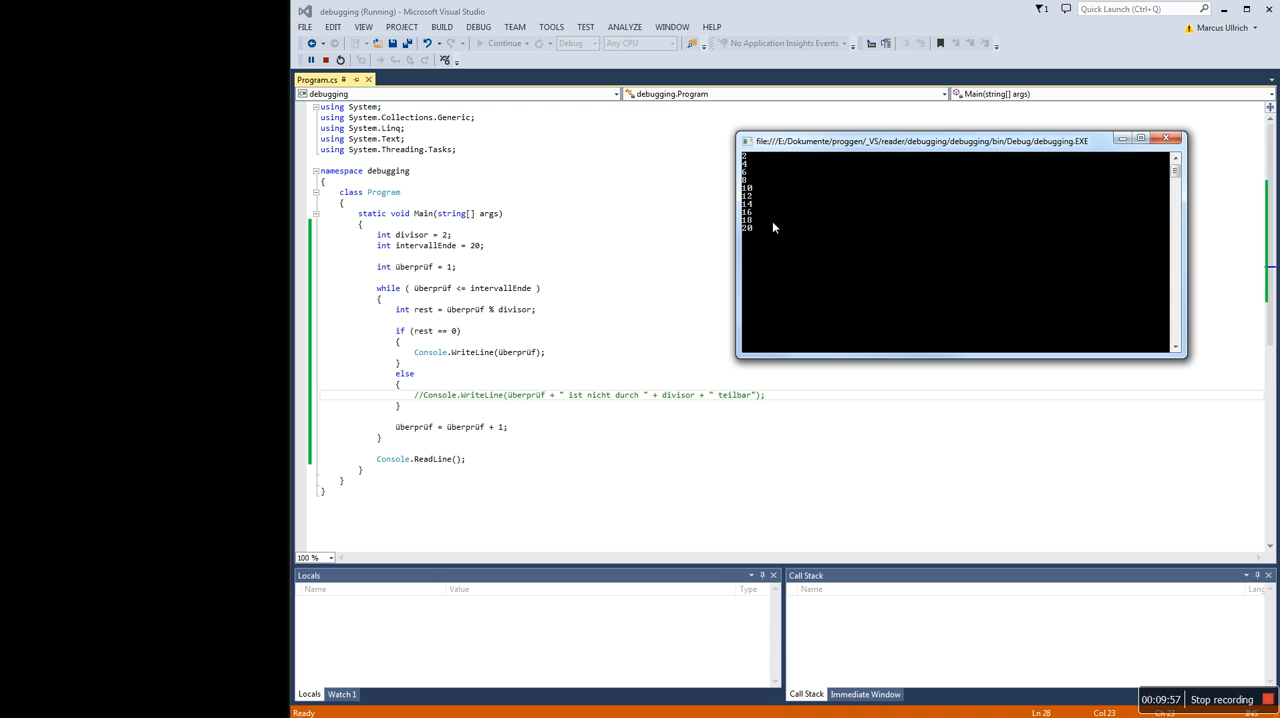 debugging (Running) - Microsoft Visual Studio
1
Quick Launch (Ctrl+Q)
FILE EDIT VIEW PROJECT BUILD DEBUG TEAM TOOLS TEST ANALYZE WINDOW HELP
Marcus Ullrich
Continue Debug Any CPU No Application Insights Events
Program.cs
debugging debugging.Program Main(string[] args)
using System;
using System.Collections.Generic;
using System.Linq;
using System.Text;
using System.Threading.Tasks;
namespace debugging
{
class Program
{
static void Main(string[] args)
{
int divisor = 2;
int intervallEnde = 20;
int überprüf = 1;
while ( überprüf <= intervallEnde )
{
int rest = überprüf % divisor;
if (rest == 0)
{
Console.WriteLine(überprüf);
}
else
{
//Console.WriteLine(überprüf + " ist nicht durch " + divisor + " teilbar");
}
überprüf = überprüf + 1;
}
Console.ReadLine();
}
}
}
file:///E:/Dokumente/proggen/_VS/reader/debugging/debugging/bin/Debug/debugging.EXE
2
4
6
8
10
12
14
16
18
20
100 %
Locals
Name Value Type
Locals Watch 1
Call Stack
Name Lang
Call Stack Immediate Window
00:09:57 Stop recording
Ready Ln 28 Col 23 Ch 23 INS